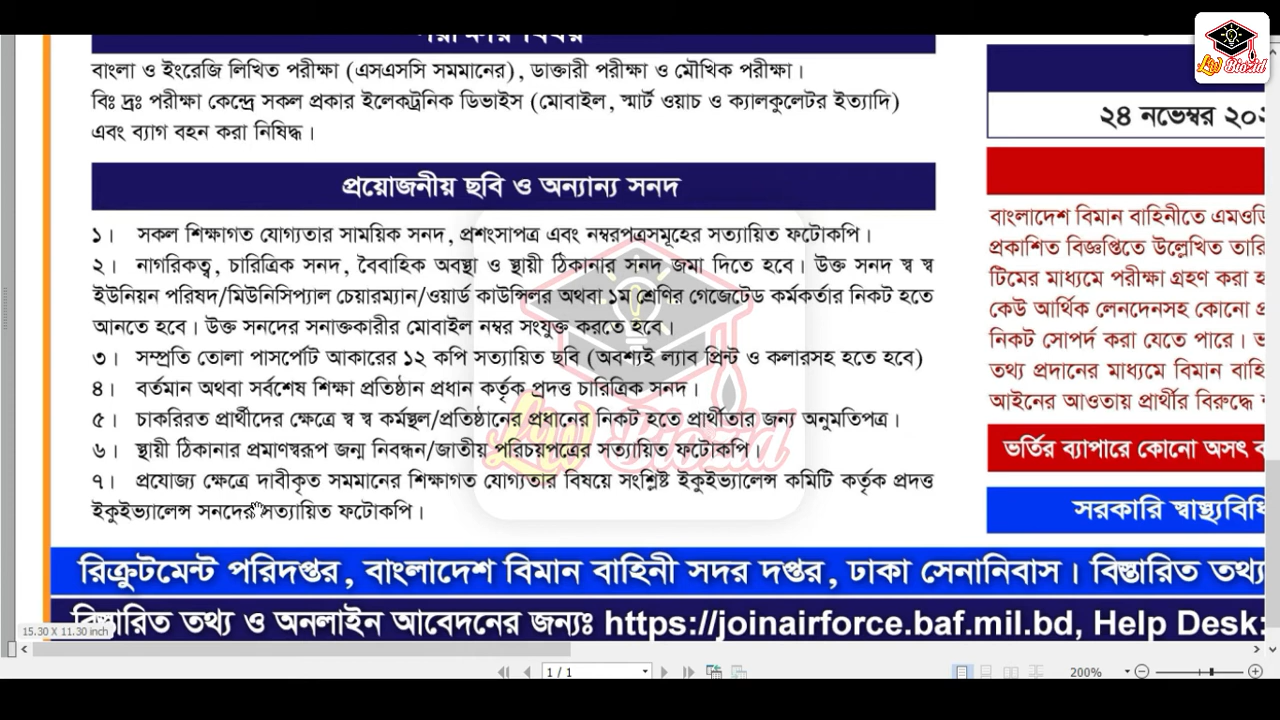 পরীক্ষার বিষয়
বাংলা ও ইংরেজি লিখিত পরীক্ষা (এসএসসি সমমানের), ডাক্তারী পরীক্ষা ও মৌখিক পরীক্ষা।
বিঃ দ্রঃ পরীক্ষা কেন্দ্রে সকল প্রকার ইলেকট্রনিক ডিভাইস (মোবাইল, স্মার্ট ওয়াচ ও ক্যালকুলেটর ইত্যাদি)
এবং ব্যাগ বহন করা নিষিদ্ধ।
প্রয়োজনীয় ছবি ও অন্যান্য সনদ
১। সকল শিক্ষাগত যোগ্যতার সাময়িক সনদ, প্রশংসাপত্র এবং নম্বরপত্রসমূহের সত্যায়িত ফটোকপি।
২। নাগরিকত্ব, চারিত্রিক সনদ, বৈবাহিক অবস্থা ও স্থায়ী ঠিকানার সনদ জমা দিতে হবে। উক্ত সনদ স্ব স্ব
ইউনিয়ন পরিষদ/মিউনিসিপ্যাল চেয়ারম্যান/ওয়ার্ড কাউন্সিলর অথবা ১ম শ্রেণির গেজেটেড কর্মকর্তার নিকট হতে
আনতে হবে। উক্ত সনদের সনাক্তকারীর মোবাইল নম্বর সংযুক্ত করতে হবে।
৩। সম্প্রতি তোলা পাসপোর্ট আকারের ১২ কপি সত্যায়িত ছবি (অবশ্যই ল্যাব প্রিন্ট ও কলারসহ হতে হবে)
৪। বর্তমান অথবা সর্বশেষ শিক্ষা প্রতিষ্ঠান প্রধান কর্তৃক প্রদত্ত চারিত্রিক সনদ।
৫। চাকরিরত প্রার্থীদের ক্ষেত্রে স্ব স্ব কর্মস্থল/প্রতিষ্ঠানের প্রধানের নিকট হতে প্রার্থীতার জন্য অনুমতিপত্র।
৬। স্থায়ী ঠিকানার প্রমাণস্বরূপ জন্ম নিবন্ধন/জাতীয় পরিচয়পত্রের সত্যায়িত ফটোকপি।
৭। প্রযোজ্য ক্ষেত্রে দাবীকৃত সমমানের শিক্ষাগত যোগ্যতার বিষয়ে সংশ্লিষ্ট ইকুইভ্যালেন্স কমিটি কর্তৃক প্রদত্ত
ইকুইভ্যালেন্স সনদের সত্যায়িত ফটোকপি।
২৪ নভেম্বর ২০২
বাংলাদেশ বিমান বাহিনীতে এমওডি
প্রকাশিত বিজ্ঞপ্তিতে উল্লেখিত তারি
টিমের মাধ্যমে পরীক্ষা গ্রহণ করা হ
কেউ আর্থিক লেনদেনসহ কোনো প্র
নিকট সোপর্দ করা যেতে পারে। ভ
তথ্য প্রদানের মাধ্যমে বিমান বাহি
আইনের আওতায় প্রার্থীর বিরুদ্ধে
ভর্তির ব্যাপারে কোনো অসৎ
সরকারি স্বাস্থ্যবিধি
রিক্রুটমেন্ট পরিদপ্তর, বাংলাদেশ বিমান বাহিনী সদর দপ্তর, ঢাকা সেনানিবাস। বিস্তারিত তথ্য
বিস্তারিত তথ্য ও অনলাইন আবেদনের জন্যঃ https://joinairforce.baf.mil.bd, Help Desk:
15.30 X 11.30 inch
1 / 1
200%